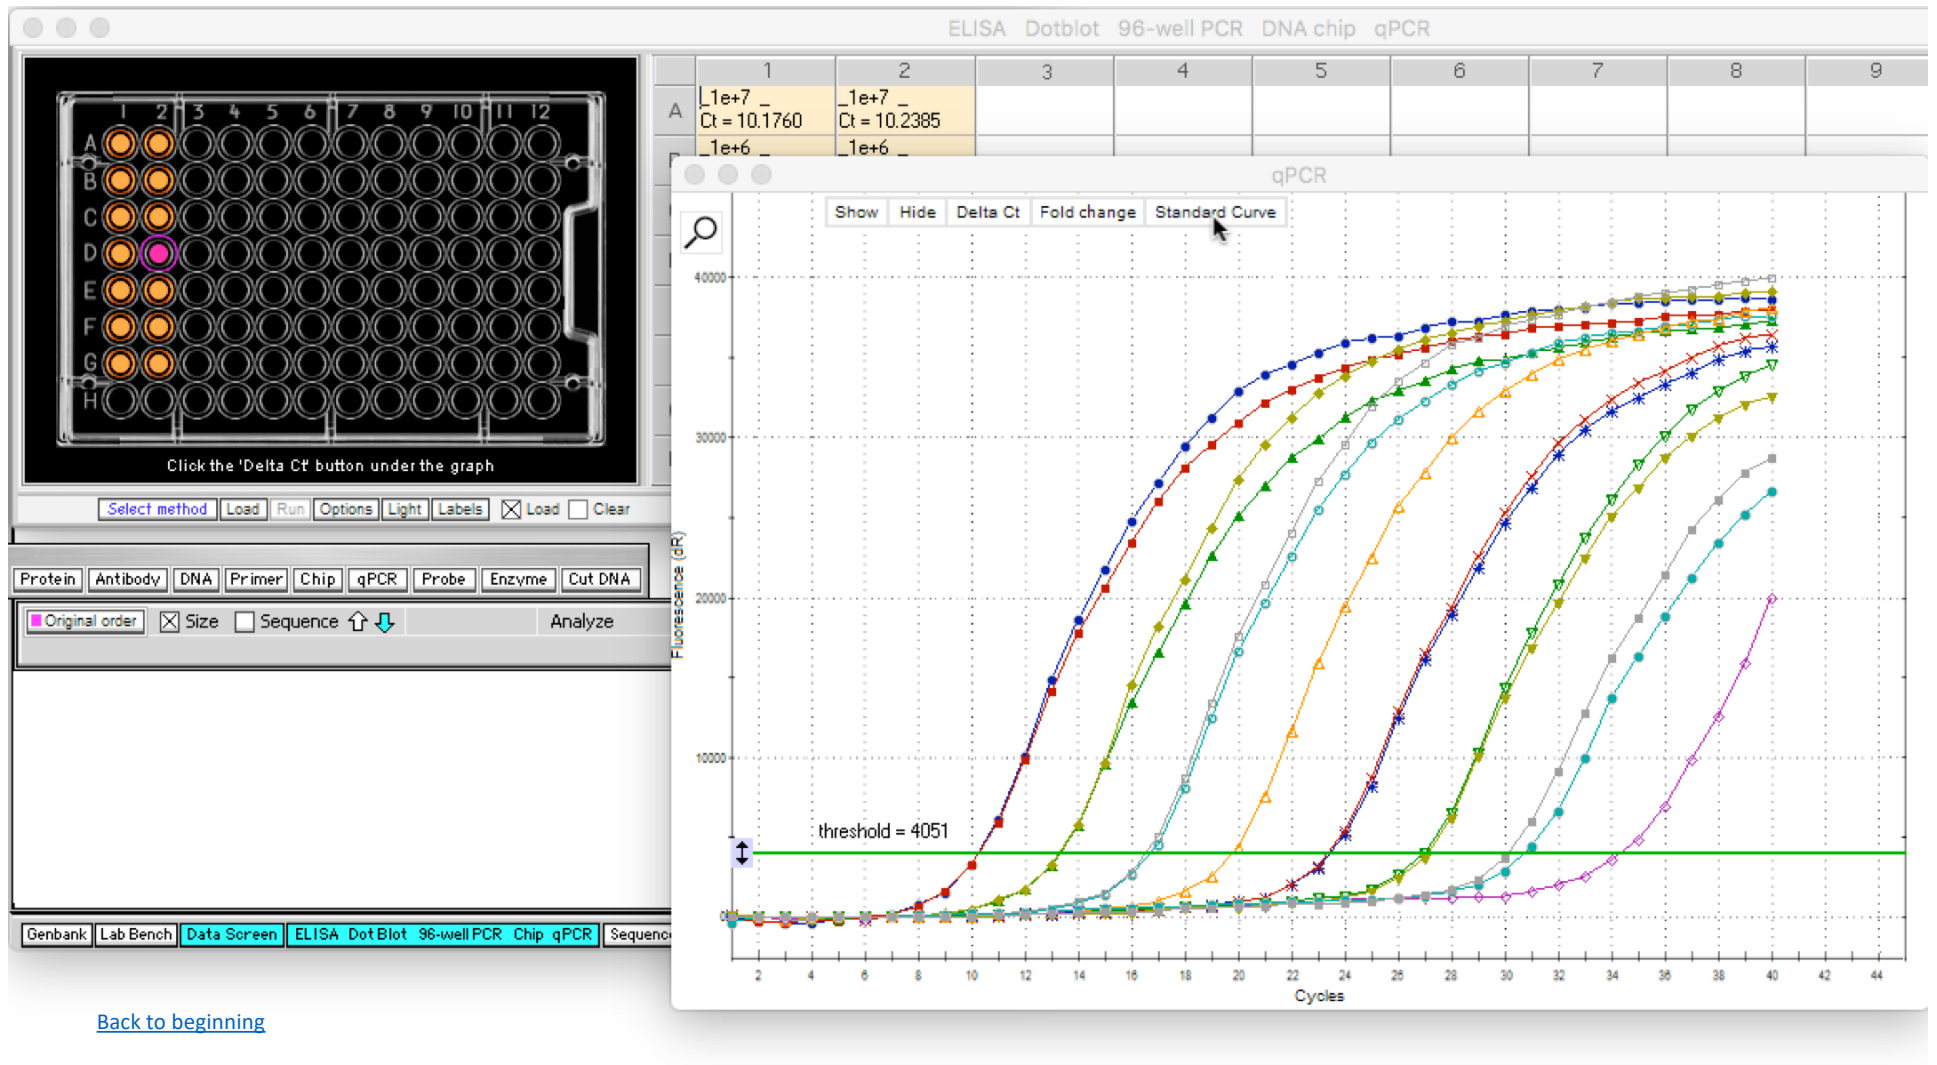 ELISA Dotblot 96-well PCR DNA chip qPCR
1 2 3 4 5 6 7 8 9
A
_1e+7 _ _1e+7 _
Ct = 10.1760 Ct = 10.2385
_1e+6 _ _1e+6 _
1 2 3 4 5 6 7 8 9 10 11 12
A
B
C
D
E
F
G
H
Click the 'Delta Ct' button under the graph
Select method Load Run Options Light Labels Load Clear
Protein Antibody DNA Primer Chip qPCR Probe Enzyme Cut DNA
Original order Size Sequence Analyze
Genbank Lab Bench Data Screen ELISA Dot Blot 96-well PCR Chip qPCR Sequenc
qPCR
Show Hide Delta Ct Fold change Standard Curve
40000
30000
20000
10000
0
Fluorescence (dR)
threshold = 4051
2 4 6 8 10 12 14 16 18 20 22 24 26 28 30 32 34 36 38 40 42 44
Cycles
Back to beginning